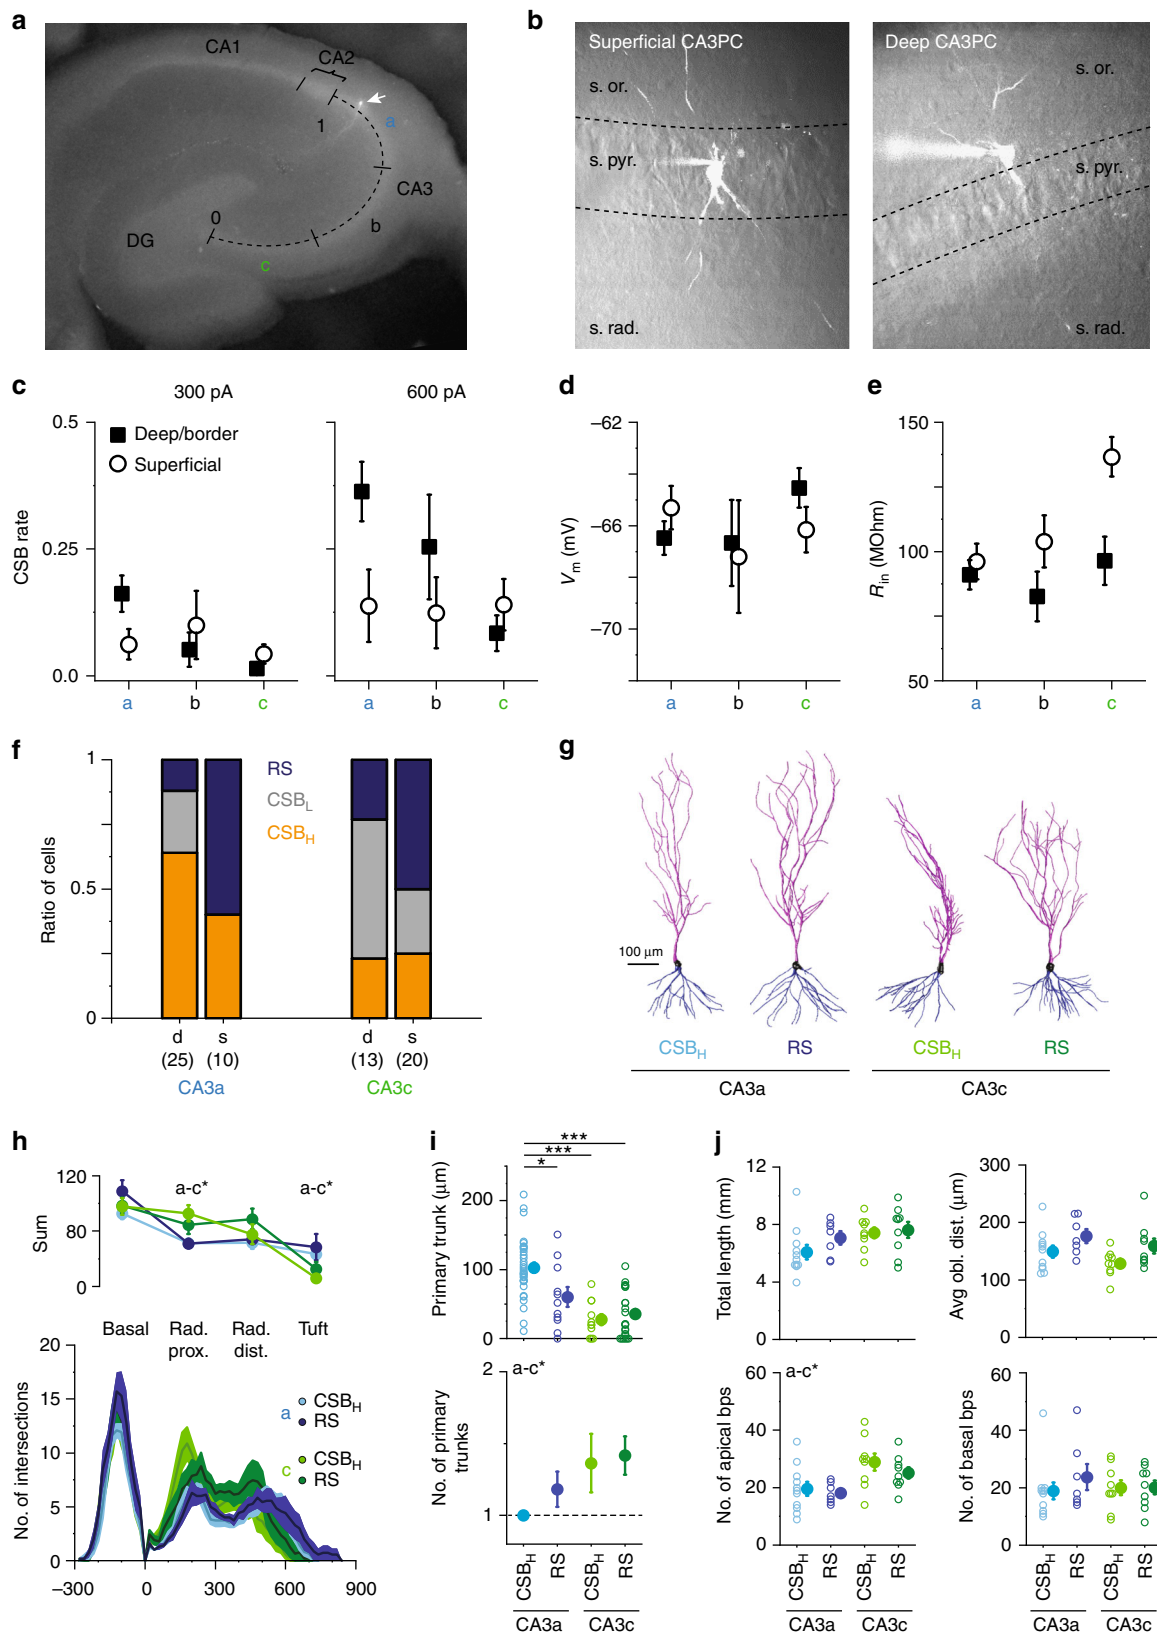 a
CA1
CA2
1
a
CA3
0
DG
b
c
b
Superficial CA3PC
s. or.
s. pyr.
s. rad.
Deep CA3PC
s. or.
s. pyr.
s. rad.
c
300 pA
600 pA
CSB rate
0.5
0.25
0.0
Deep/border
Superficial
a
b
c
a
b
c
d
Vm (mV)
−62
−66
−70
a
b
c
e
Rin (MOhm)
150
100
50
a
b
c
f
Ratio of cells
1
0.5
0
RS
CSBL
CSBH
d
s
d
s
(25)
(10)
(13)
(20)
CA3a
CA3c
g
100 μm
CSBH
RS
CSBH
RS
CA3a
CA3c
h
Sum
120
80
0
a-c*
a-c*
Basal
Rad. prox.
Rad. dist.
Tuft
No. of intersections
20
15
10
5
0
a
CSBH
RS
c
CSBH
RS
−300
0
300
600
900
i
***
***
*
Primary trunk (μm)
200
100
0
No. of primary
trunks
2
1
a-c*
CSBH
RS
CSBH
RS
CA3a
CA3c
j
Total length (mm)
12
8
4
0
Avg obl. dist. (μm)
300
200
100
0
No. of apical bps
60
40
20
0
a-c*
CSBH
RS
CSBH
RS
CA3a
CA3c
No. of basal bps
60
40
20
0
CSBH
RS
CSBH
RS
CA3a
CA3c